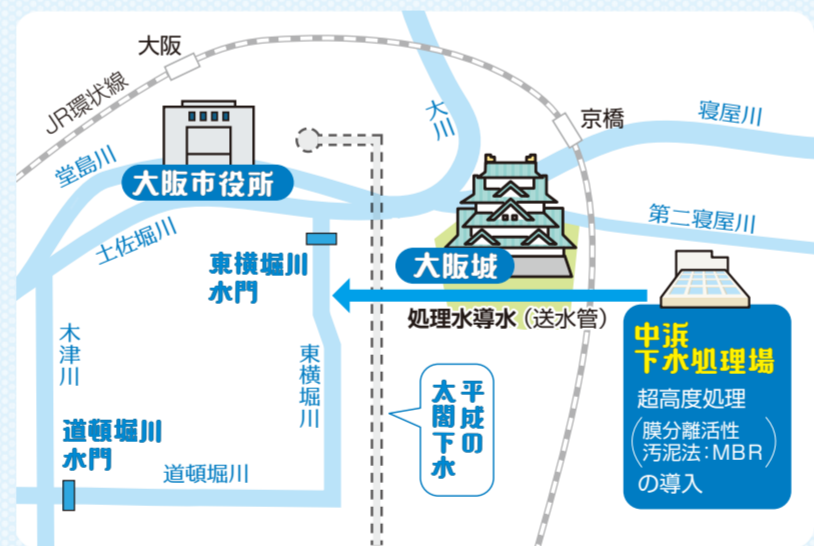 大阪
JR環状線
京橋
大川
寝屋川
堂島川
大阪市役所
土佐堀川
第二寝屋川
東横堀川
水門
大阪城
処理水導水（送水管）
中浜
下水処理場
超高度処理
（膜分離活性
汚泥法：MBR）
の導入
木津川
東横堀川
平成の
太閤下水
道頓堀川
水門
道頓堀川